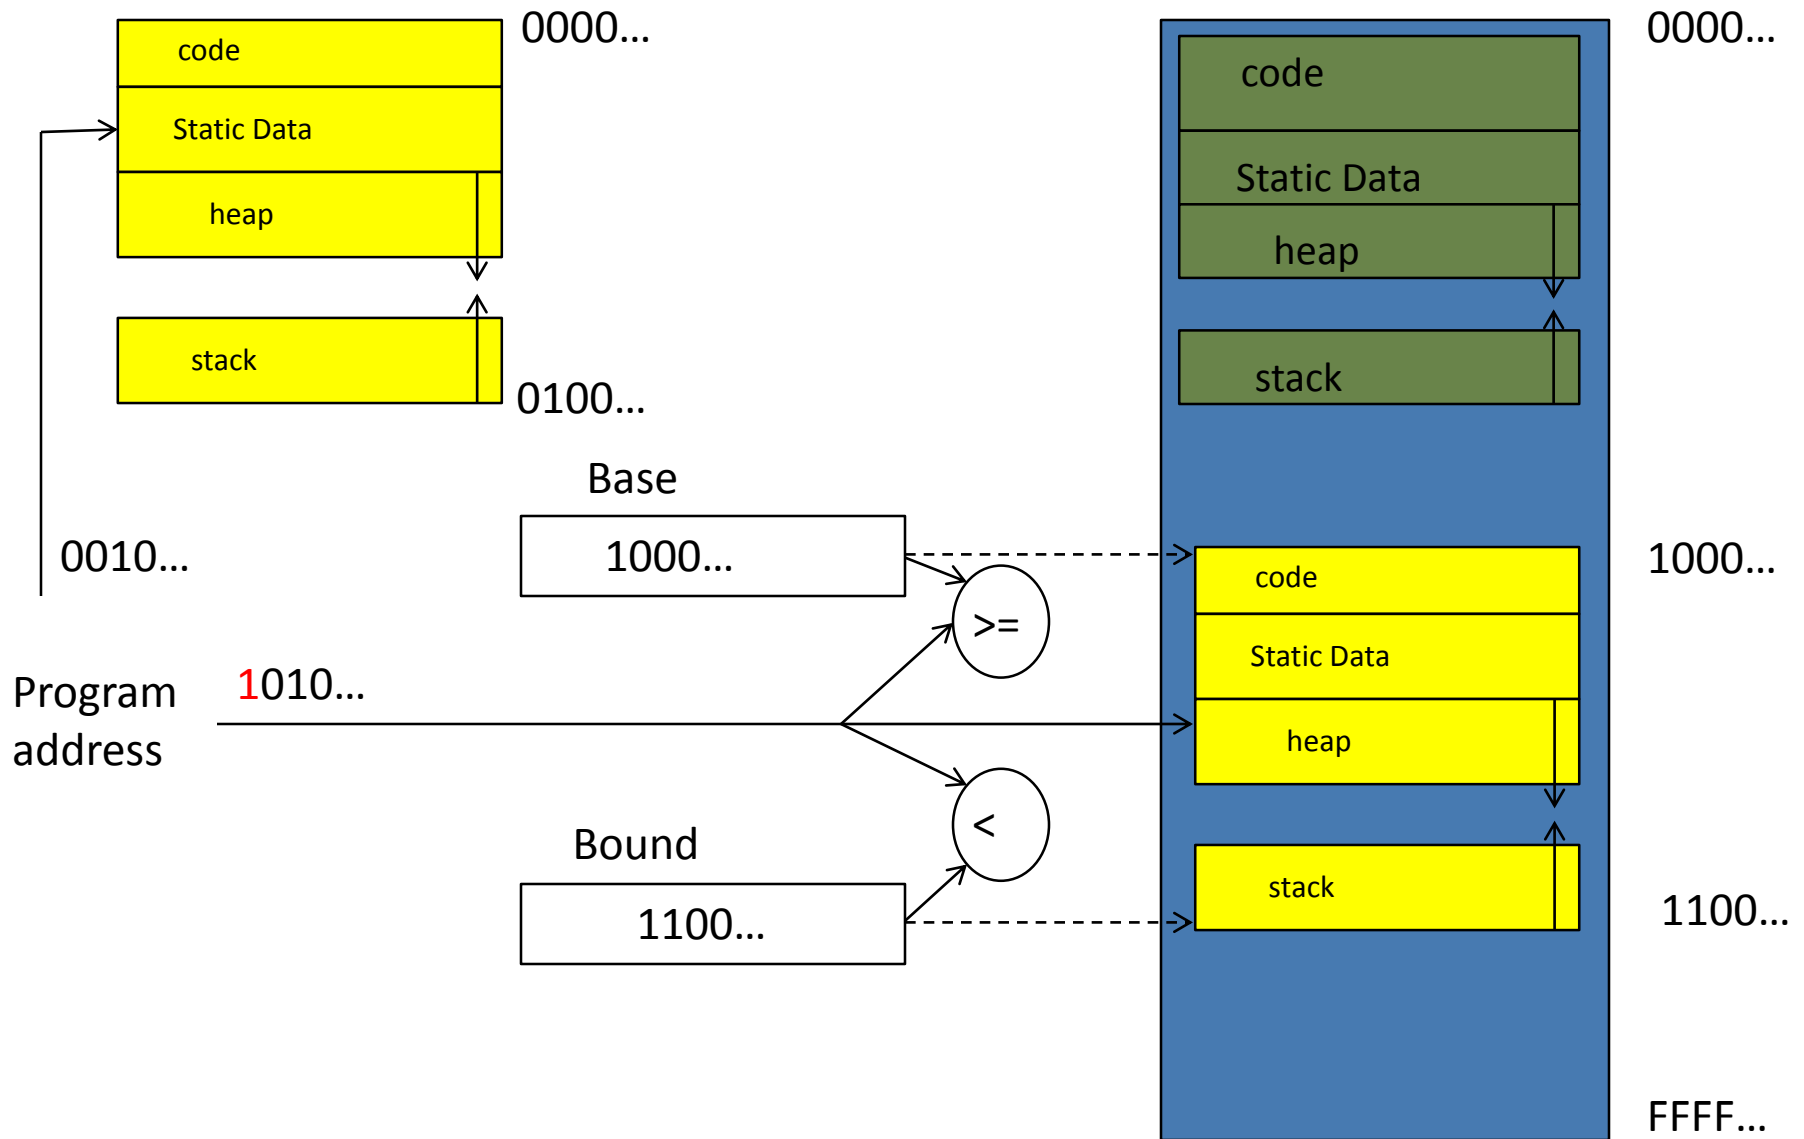 0000...
code
Static Data
heap
stack
0100...
Base
0010...
1000...
>=
Program
address
1010...
<
Bound
1100...
0000...
code
Static Data
heap
stack
1000...
code
Static Data
heap
stack
1100...
FFFF...